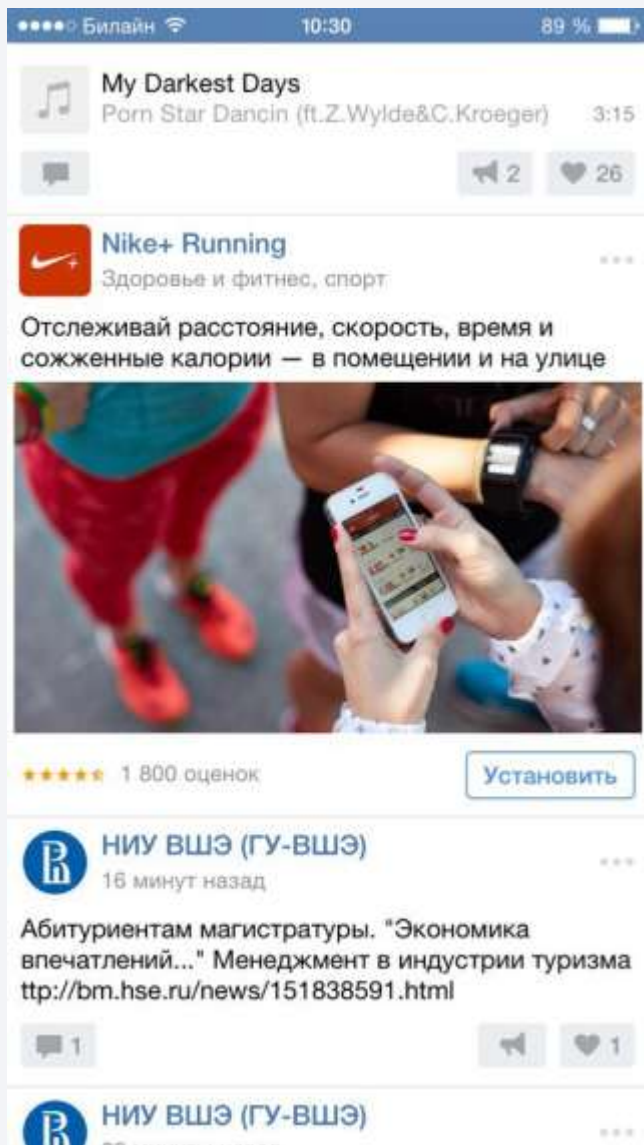 Билайн 10:30 89 %
My Darkest Days
Porn Star Dancin (ft.Z.Wylde&C.Kroeger) 3:15
2 26
Nike+ Running
Здоровье и фитнес, спорт
Отслеживай расстояние, скорость, время и
сожженные калории — в помещении и на улице
1 800 оценок Установить
НИУ ВШЭ (ГУ-ВШЭ)
16 минут назад
Абитуриентам магистратуры. "Экономика
впечатлений..." Менеджмент в индустрии туризма
ttp://bm.hse.ru/news/151838591.html
1 1
НИУ ВШЭ (ГУ-ВШЭ)